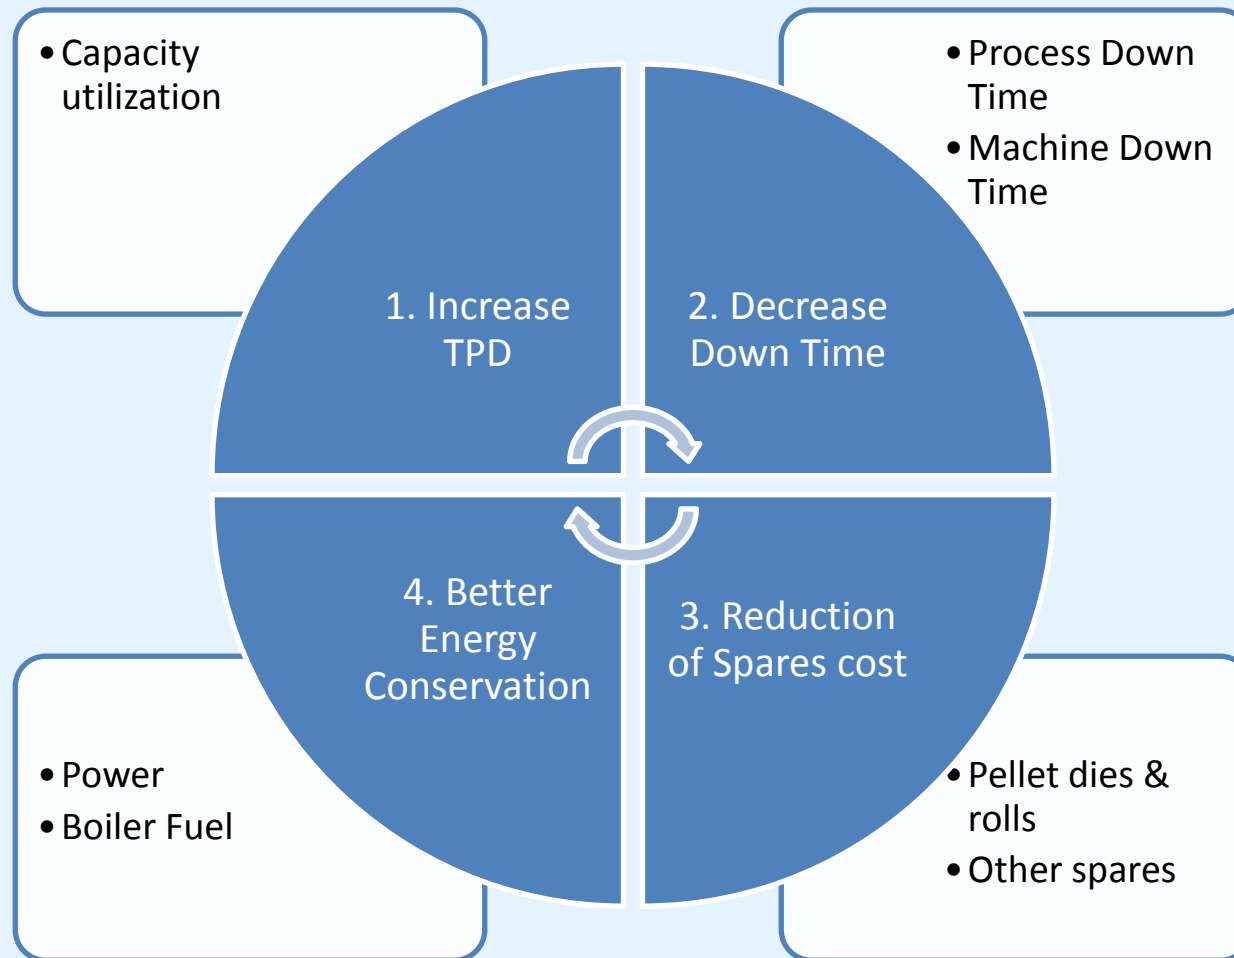 • Capacity
utilization
• Process Down
Time
• Machine Down
Time
1. Increase
TPD
2. Decrease
Down Time
4. Better
Energy
Conservation
3. Reduction
of Spares cost
• Power
• Boiler Fuel
• Pellet dies &
rolls
• Other spares